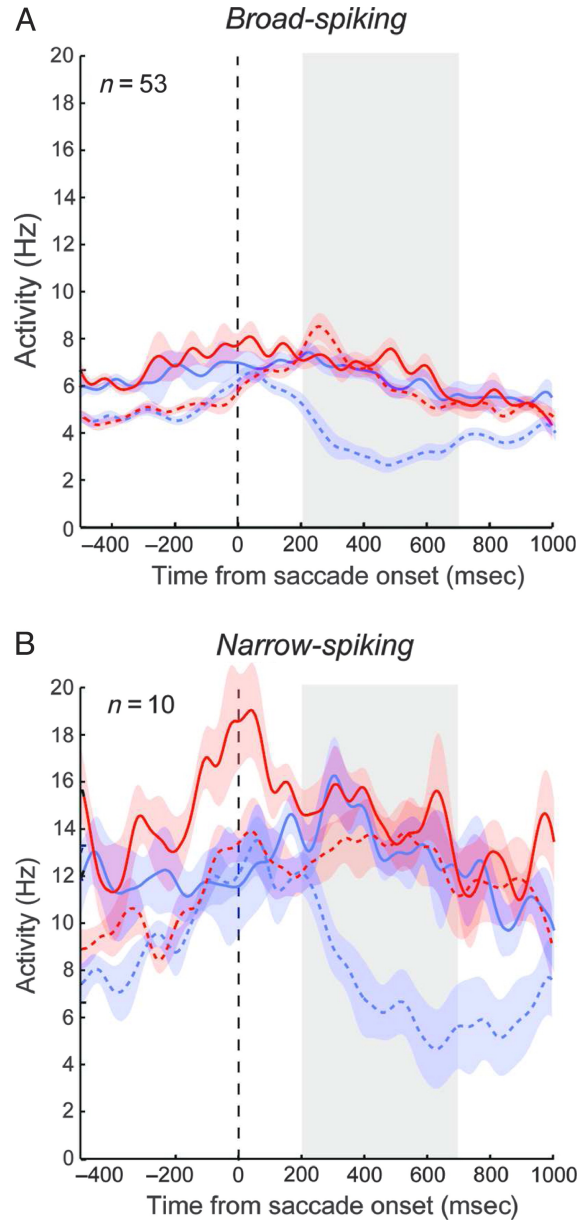 A
Broad-spiking
n = 53
20
18
16
14
12
10
8
6
4
2
0
Activity (Hz)
–400 –200 0 200 400 600 800 1000
Time from saccade onset (msec)
B
Narrow-spiking
n = 10
20
18
16
14
12
10
8
6
4
2
0
Activity (Hz)
–400 –200 0 200 400 600 800 1000
Time from saccade onset (msec)